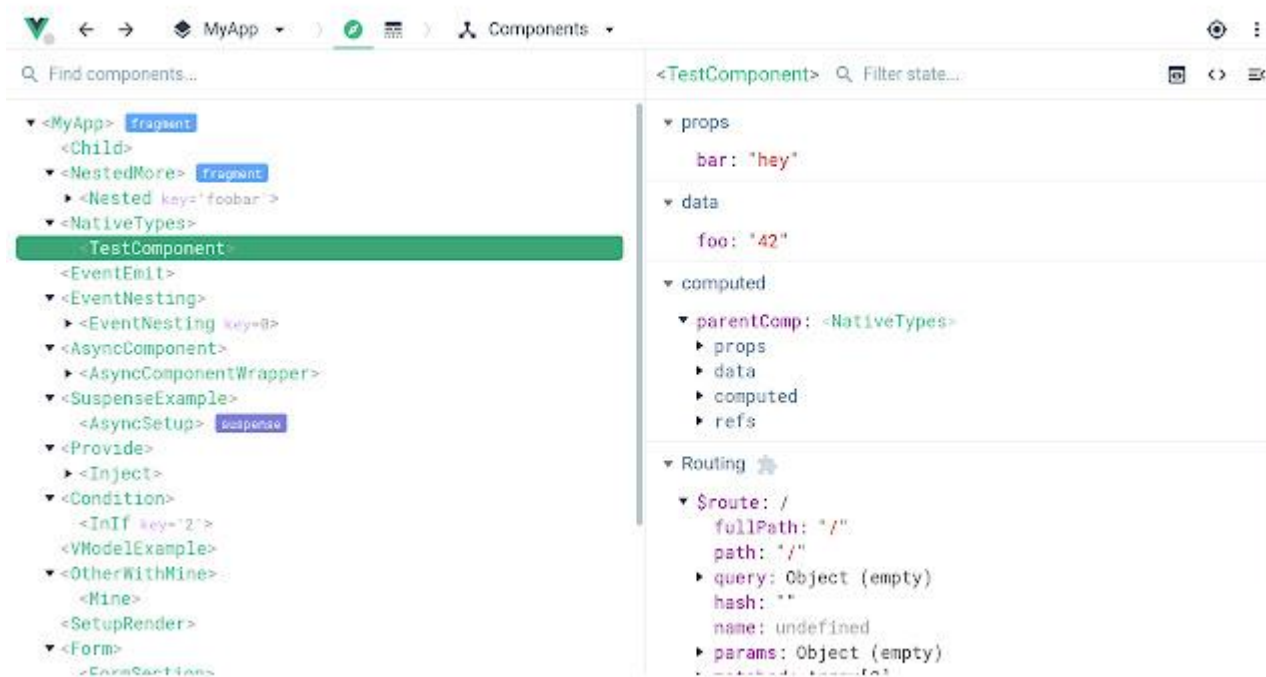 MyApp
Components
Find components...
<MyApp> fragment
<Child>
<NestedMore> fragment
<Nested key='foobar'>
<NativeTypes>
<TestComponent>
<EventEmit>
<EventNesting>
<EventNesting key=0>
<AsyncComponent>
<AsyncComponentWrapper>
<SuspenseExample>
<AsyncSetup> suspense
<Provide>
<Inject>
<Condition>
<InIf key='2'>
<VModelExample>
<OtherWithMine>
<Mine>
<SetupRender>
<Form>
<FormSection>
<TestComponent> Filter state...
props
bar: "hey"
data
foo: "42"
computed
parentComp: <NativeTypes>
props
data
computed
refs
Routing
$route: /
fullPath: "/"
path: "/"
query: Object (empty)
hash: ""
name: undefined
params: Object (empty)